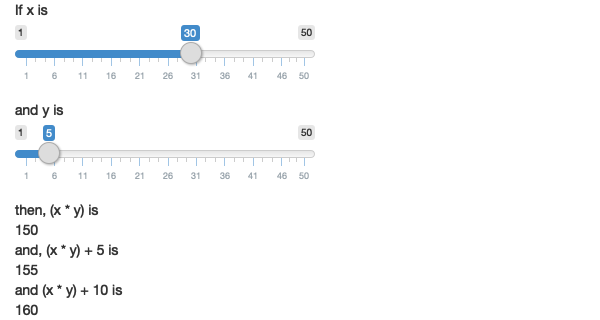 If x is
1 30 50
1 6 11 16 21 26 31 36 41 46 50
and y is
1 5 50
1 6 11 16 21 26 31 36 41 46 50
then, (x * y) is
150
and, (x * y) + 5 is
155
and (x * y) + 10 is
160